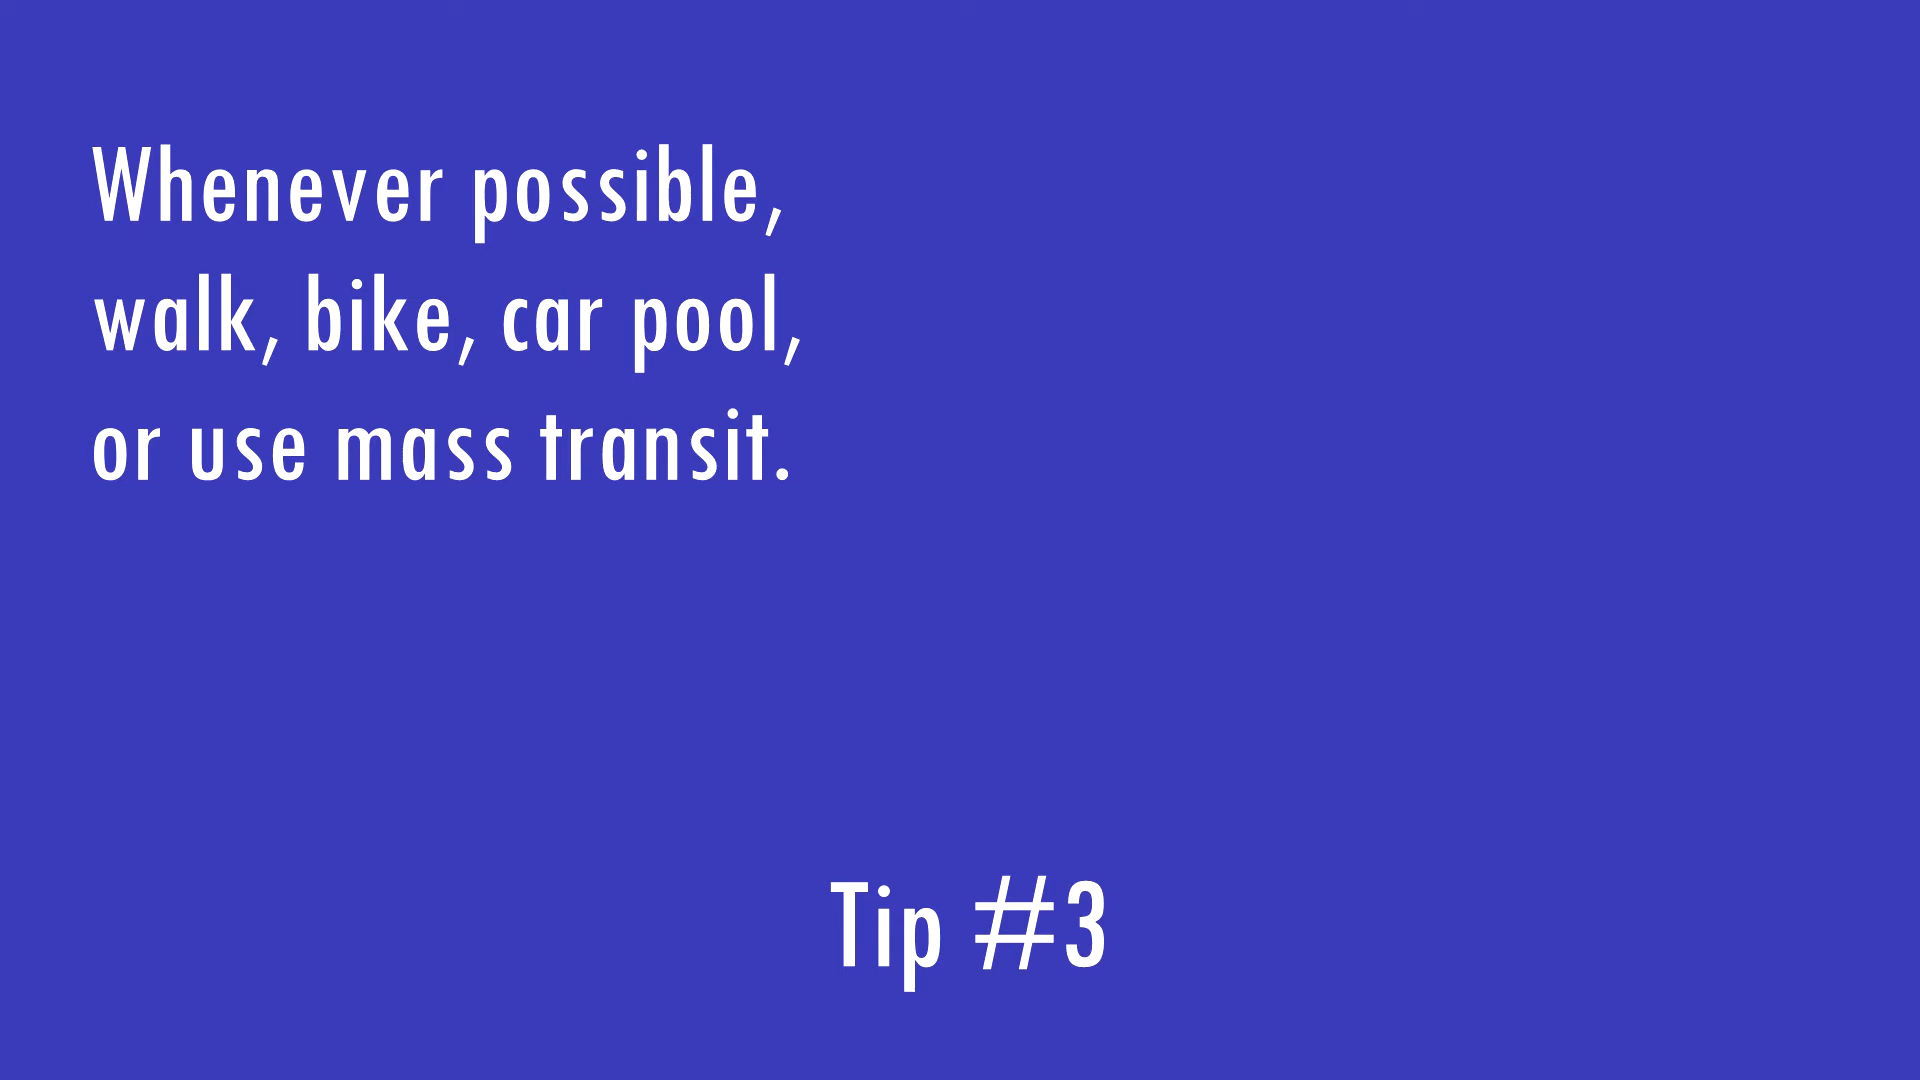 Whenever possible,
walk, bike, car pool,
or use mass transit.
Tip #3